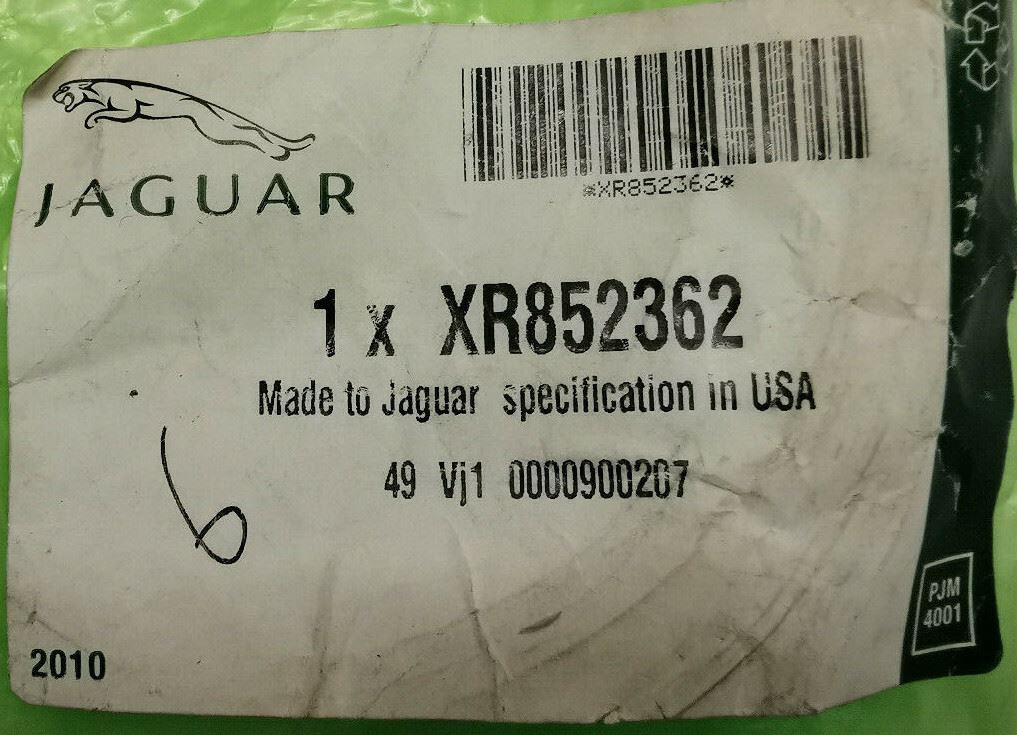 JAGUAR
*XR852362*
1 x XR852362
Made to Jaguar specification in USA
49 Vj1 0000900207
6
PJM
4001
2010